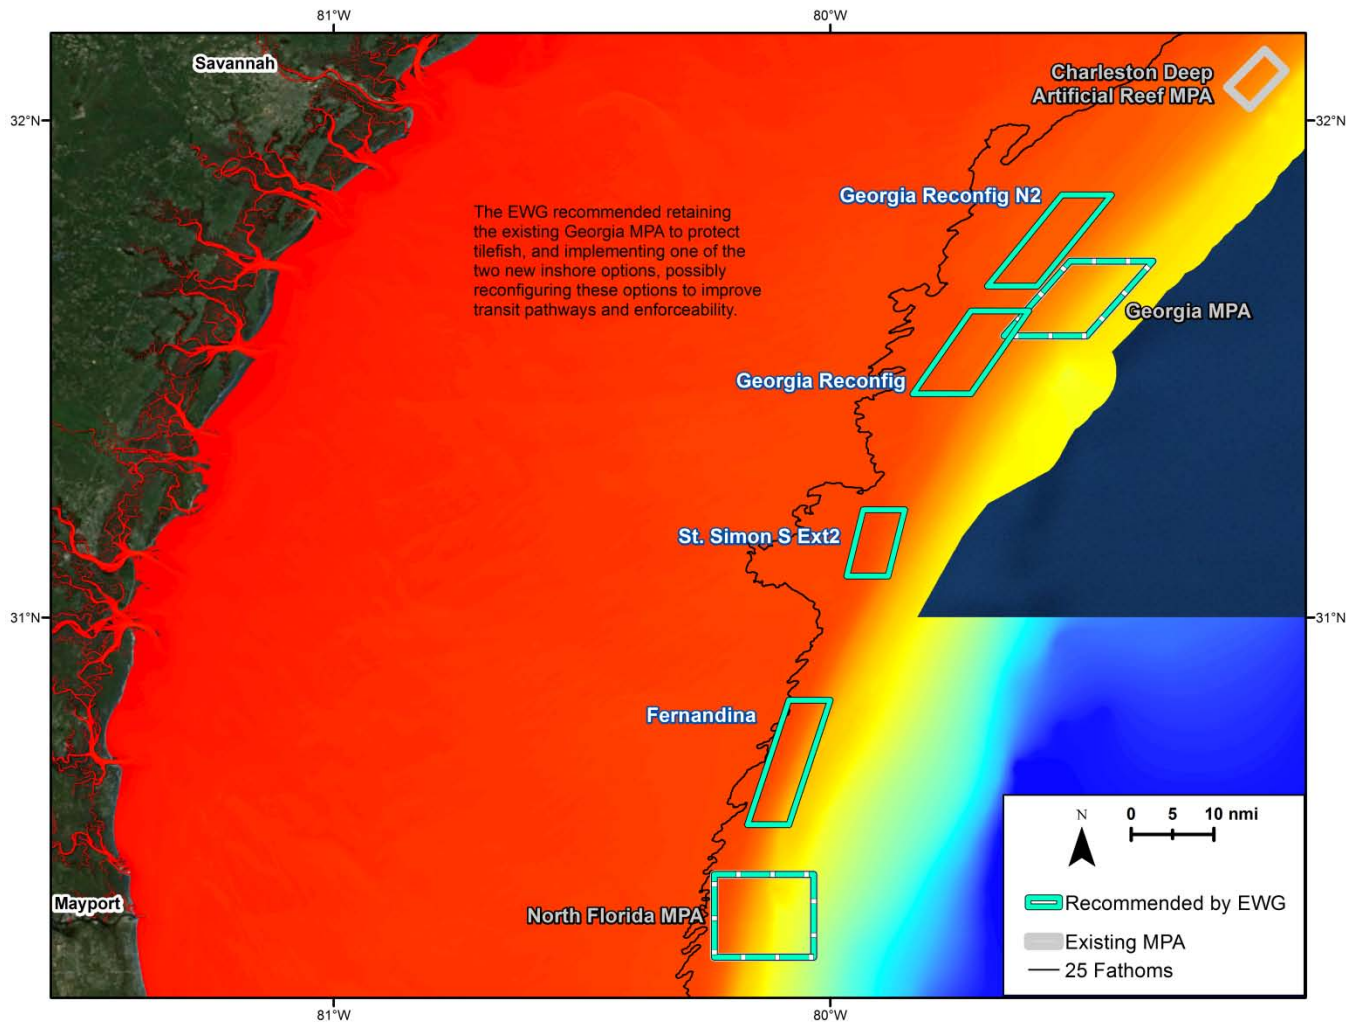 81°W
80°W
Savannah
Charleston Deep
Artificial Reef MPA
32°N
32°N
Georgia Reconfig N2
The EWG recommended retaining
the existing Georgia MPA to protect
tilefish, and implementing one of the
two new inshore options, possibly
reconfiguring these options to improve
transit pathways and enforceability.
Georgia MPA
Georgia Reconfig
St. Simon S Ext2
31°N
31°N
Fernandina
N
0 5 10 nmi
Mayport
Recommended by EWG
North Florida MPA
Existing MPA
25 Fathoms
81°W
80°W